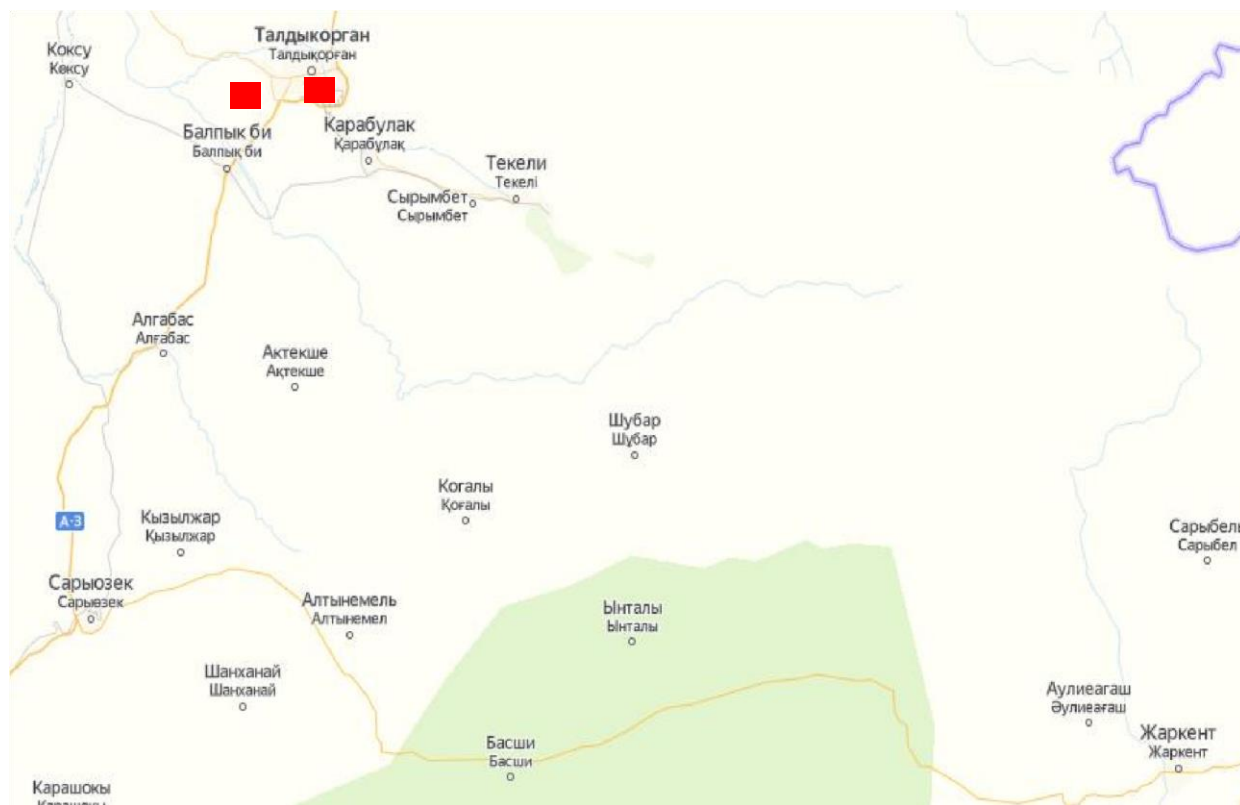 Талдыкорган
Талдықорған
Коксу
Көксу
Балпык би
Балпық би
Карабулак
Қарабұлақ
Текели
Текелі
Сырымбет
Сырымбет
Алгабас
Алғабас
Актекше
Ақтекше
Шубар
Шұбар
Когалы
Қоғалы
А-3
Кызылжар
Қызылжар
Сарыбель
Сарыбел
Сарыозек
Сарыөзек
Алтынемель
Алтынемел
Ынталы
Ынталы
Шанханай
Шанханай
Аулиеагаш
Әулиеағаш
Басши
Басши
Жаркент
Жаркент
Карашокы